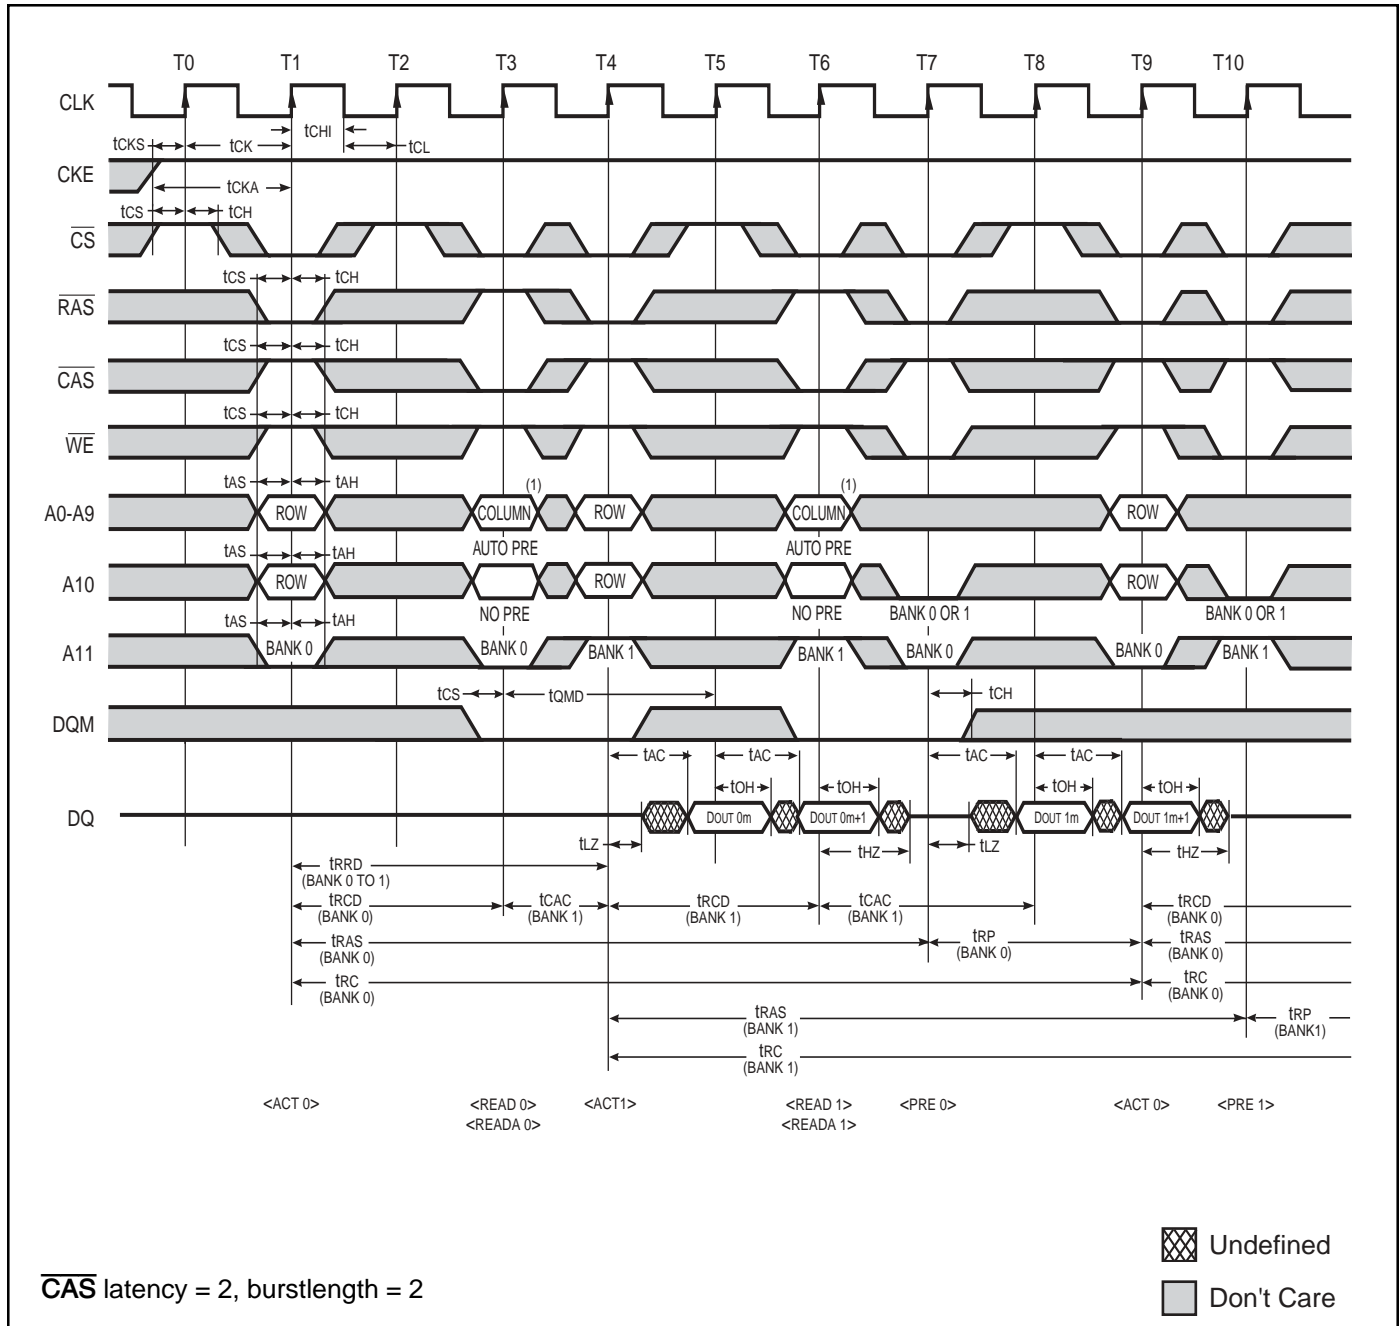 T0 T1 T2 T3 T4 T5 T6 T7 T8 T9 T10
CLK
tCHI
tCKS tCK tCL
CKE
tCKA
tCS tCH
CS
tCS tCH
RAS
tCS tCH
CAS
tCS tCH
WE
tAS tAH (1) (1)
A0-A9 ROW COLUMN ROW COLUMN ROW
tAS tAH AUTO PRE AUTO PRE
A10 ROW ROW ROW
tAS tAH NO PRE NO PRE BANK 0 OR 1 BANK 0 OR 1
A11 BANK 0 BANK 0 BANK 1 BANK 1 BANK 0 BANK 0 BANK 1
tCS tQMD tCH
DQM
tAC tAC tAC tAC
tOH tOH tOH tOH
DQ DOUT 0m DOUT 0m+1 DOUT 1m DOUT 1m+1
tLZ tHZ tLZ tHZ
tRRD
(BANK 0 TO 1)
tRCD tCAC tRCD tCAC tRCD
(BANK 0) (BANK 1) (BANK 1) (BANK 1) (BANK 0)
tRAS tRP tRAS
(BANK 0) (BANK 0) (BANK 0)
tRC tRC
(BANK 0) (BANK 0)
tRAS tRP
(BANK 1) (BANK1)
tRC
(BANK 1)
<ACT 0> <READ 0> <ACT1> <READ 1> <PRE 0> <ACT 0> <PRE 1>
<READA 0> <READA 1>
Undefined
CAS latency = 2, burstlength = 2
Don't Care